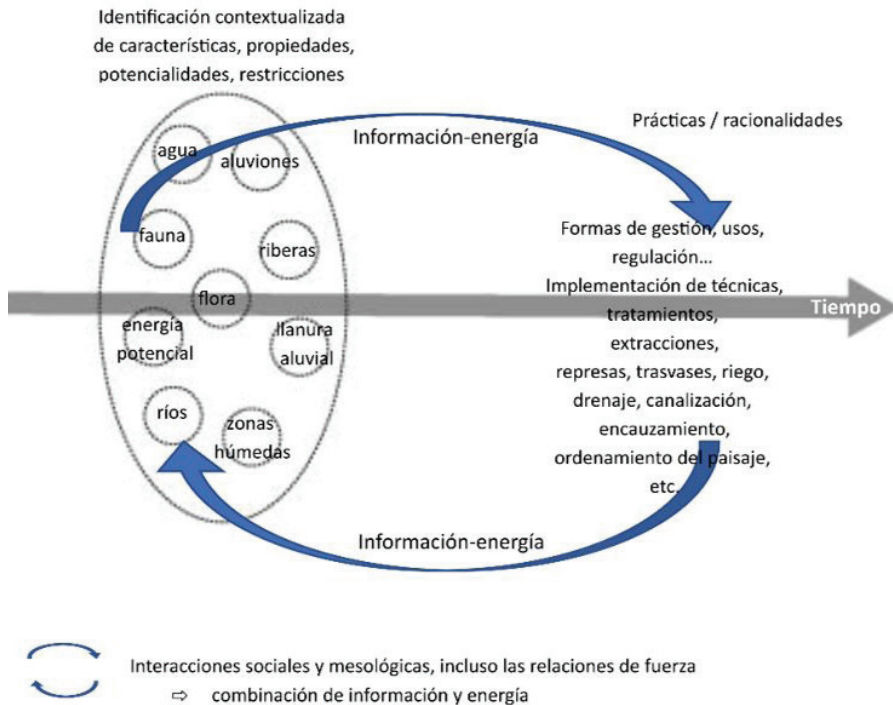 Identificación contextualizada
de características, propiedades,
potencialidades, restricciones
Información-energía
Prácticas / racionalidades
agua
aluviones
fauna
riberas
flora
energía
potencial
llanura
aluvial
ríos
zonas
húmedas
Formas de gestión, usos,
regulación...
Implementación de técnicas,
tratamientos,
extracciones,
represas, trasvases, riego,
drenaje, canalización,
encauzamiento,
ordenamiento del paisaje,
etc.
Tiempo
Información-energía
Interacciones sociales y mesológicas, incluso las relaciones de fuerza
⇨ combinación de información y energía